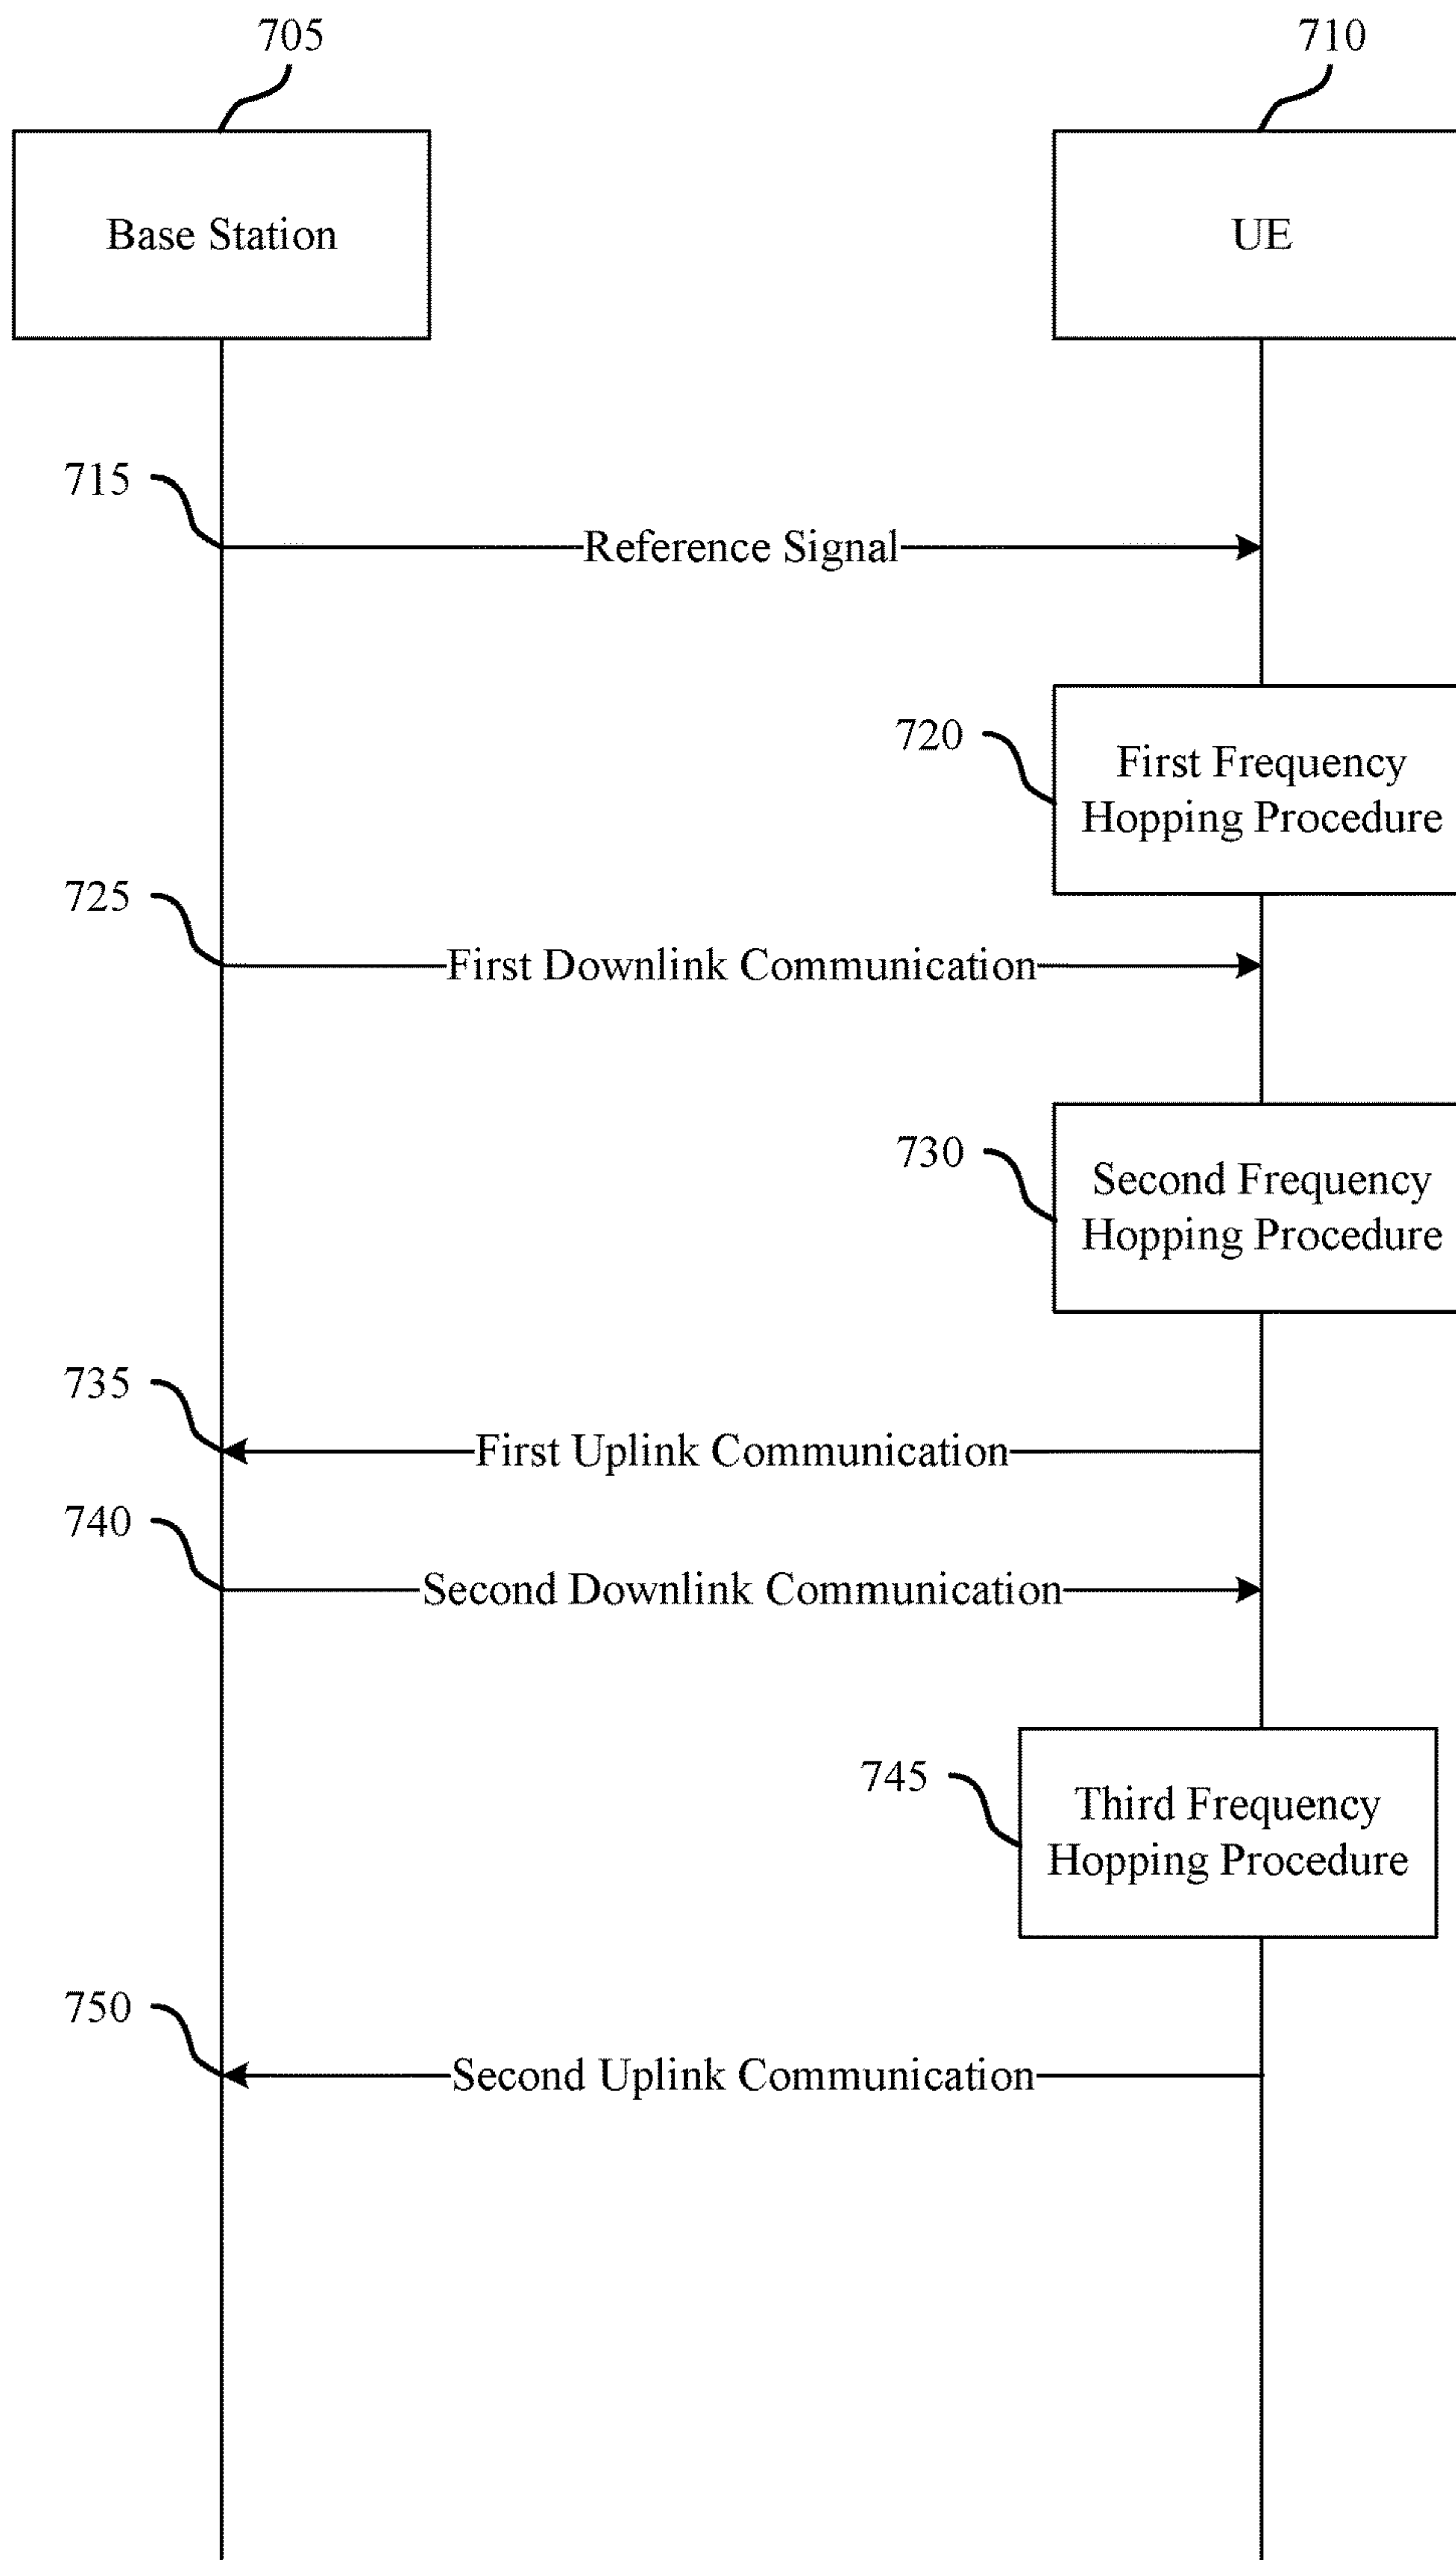 705
710
Base Station
UE
715
Reference Signal
720
First Frequency
Hopping Procedure
725
First Downlink Communication
730
Second Frequency
Hopping Procedure
735
First Uplink Communication
740
Second Downlink Communication
745
Third Frequency
Hopping Procedure
750
Second Uplink Communication